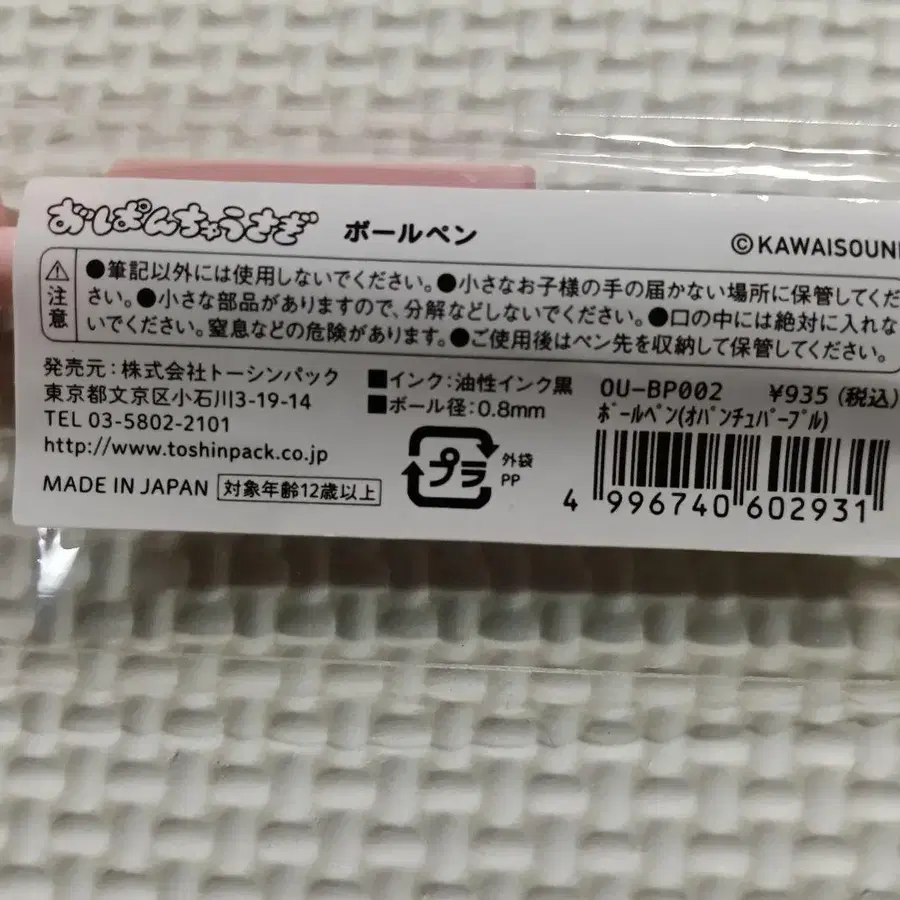 おぱんちゅうさぎ ボールペン ©KAWAISOUN
⚠注意
●筆記以外には使用しないでください。●小さなお子様の手の届かない場所に保管してくだ
さい。●小さな部品がありますので、分解などしないでください。●口の中には絶対に入れな
いでください。窒息などの危険があります。●ご使用後はペン先を収納して保管してください。
発売元：株式会社トーシンパック
東京都文京区小石川3-19-14
TEL 03-5802-2101
http://www.toshinpack.co.jp
MADE IN JAPAN 対象年齢12歳以上
■インク：油性インク黒
■ボール径：0.8mm
プラ 外袋
PP
OU-BP002 ¥935(税込)
ﾎﾞｰﾙﾍﾟﾝ(ｵﾊﾟﾝﾁｭﾊﾟｰﾌﾟﾙ)
4 996740 602931